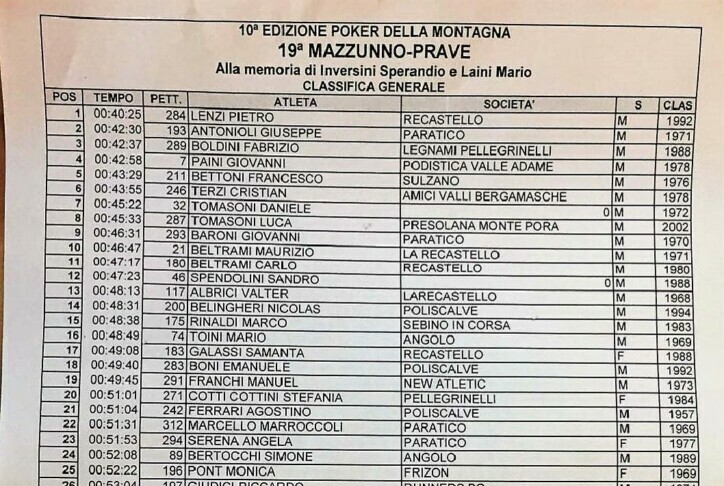 10ª EDIZIONE POKER DELLA MONTAGNA
19ª MAZZUNNO-PRAVE
Alla memoria di Inversini Sperandio e Laini Mario
CLASSIFICA GENERALE
POS TEMPO PETT. ATLETA SOCIETA' S CLAS
1 00:40:25 284 LENZI PIETRO RECASTELLO M 1992
2 00:42:30 193 ANTONIOLI GIUSEPPE PARATICO M 1971
3 00:42:37 289 BOLDINI FABRIZIO LEGNAMI PELLEGRINELLI M 1988
4 00:42:58 7 PAINI GIOVANNI PODISTICA VALLE ADAME M 1978
5 00:43:29 211 BETTONI FRANCESCO SULZANO M 1976
6 00:43:55 246 TERZI CRISTIAN AMICI VALLI BERGAMASCHE M 1978
7 00:45:22 32 TOMASONI DANIELE 0 M 1972
8 00:45:33 287 TOMASONI LUCA PRESOLANA MONTE PORA M 2002
9 00:46:31 293 BARONI GIOVANNI PARATICO M 1970
10 00:46:47 21 BELTRAMI MAURIZIO LA RECASTELLO M 1971
11 00:47:17 180 BELTRAMI CARLO RECASTELLO M 1980
12 00:47:23 46 SPENDOLINI SANDRO 0 M 1988
13 00:48:13 117 ALBRICI VALTER LARECASTELLO M 1968
14 00:48:31 200 BELINGHERI NICOLAS POLISCALVE M 1994
15 00:48:38 175 RINALDI MARCO SEBINO IN CORSA M 1983
16 00:48:49 74 TOINI MARIO ANGOLO M 1969
17 00:49:08 183 GALASSI SAMANTA RECASTELLO F 1988
18 00:49:40 283 BONI EMANUELE POLISCALVE M 1992
19 00:49:45 291 FRANCHI MANUEL NEW ATLETIC M 1973
20 00:51:01 271 COTTI COTTINI STEFANIA PELLEGRINELLI F 1984
21 00:51:04 242 FERRARI AGOSTINO POLISCALVE M 1957
22 00:51:31 312 MARCELLO MARROCCOLI PARATICO M 1969
23 00:51:53 294 SERENA ANGELA PARATICO F 1977
24 00:52:08 89 BERTOCCHI SIMONE ANGOLO M 1989
25 00:52:22 196 PONT MONICA FRIZON F 1969
26 00:53:04 197